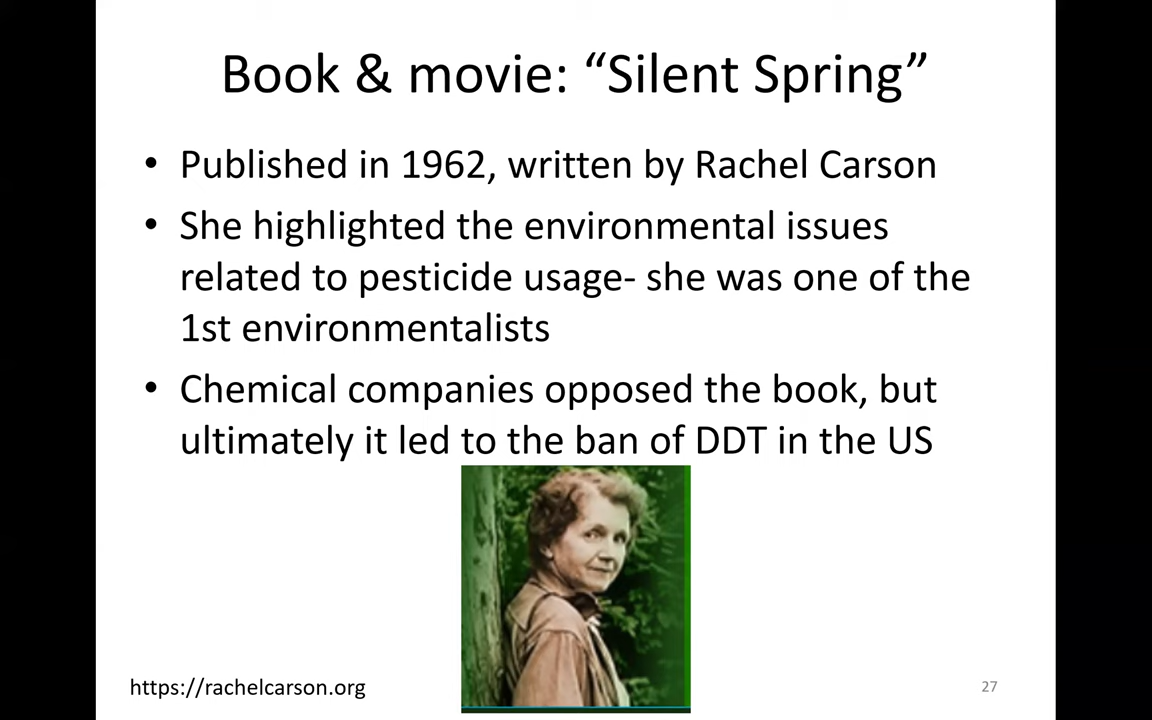 Book & movie: “Silent Spring”
• Published in 1962, written by Rachel Carson
• She highlighted the environmental issues
related to pesticide usage- she was one of the
1st environmentalists
• Chemical companies opposed the book, but
ultimately it led to the ban of DDT in the US
https://rachelcarson.org
27